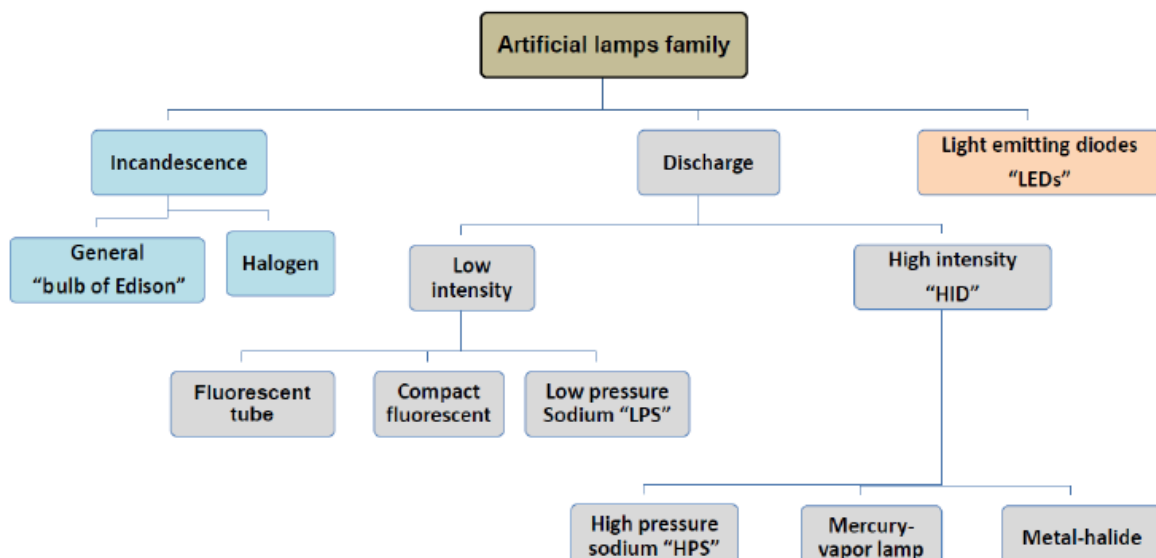 Artificial lamps family
Incandescence
Discharge
Light emitting diodes
“LEDs”
General
“bulb of Edison”
Halogen
Low
intensity
High intensity
“HID”
Fluorescent
tube
Compact
fluorescent
Low pressure
Sodium “LPS”
High pressure
sodium “HPS”
Mercury-
vapor lamp
Metal-halide